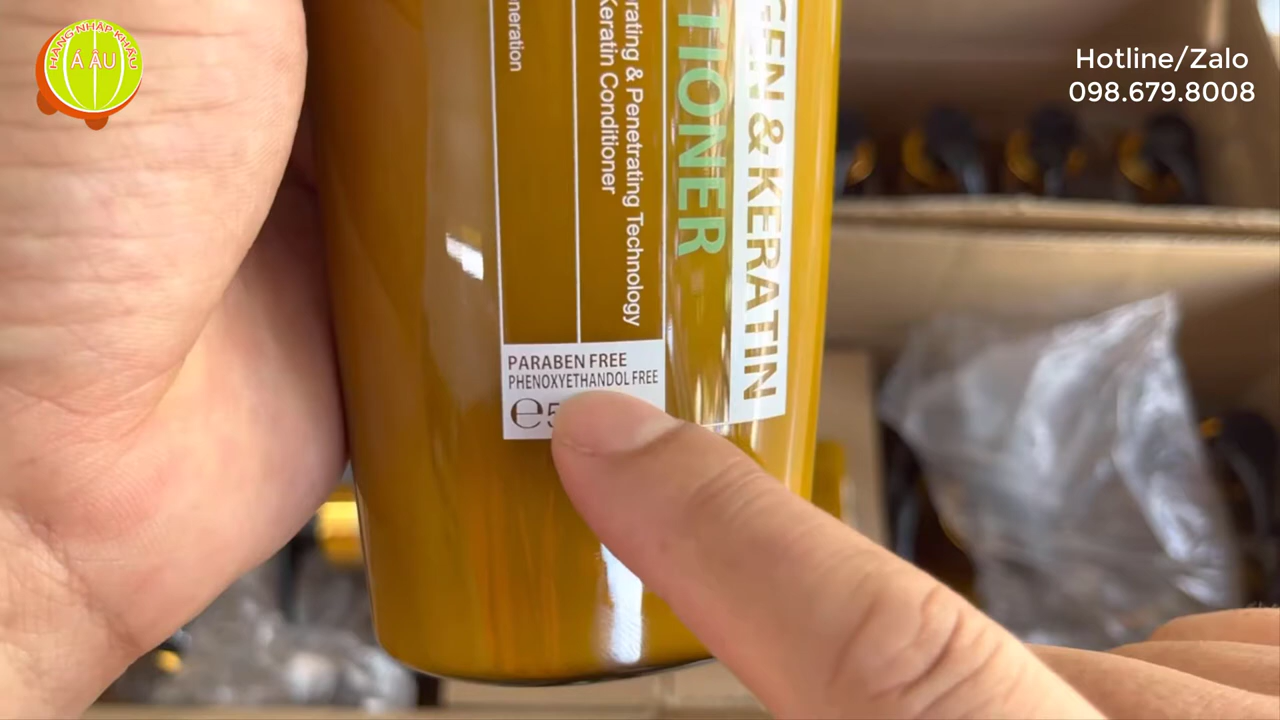 HÀNG NHẬP KHẨU
Á ÂU
Hotline/Zalo
098.679.8008
GEN & KERATIN
TIONER
rating & Penetrating Technology
Keratin Conditioner
neration
PARABEN FREE
PHENOXYETHANDOL FREE
e5